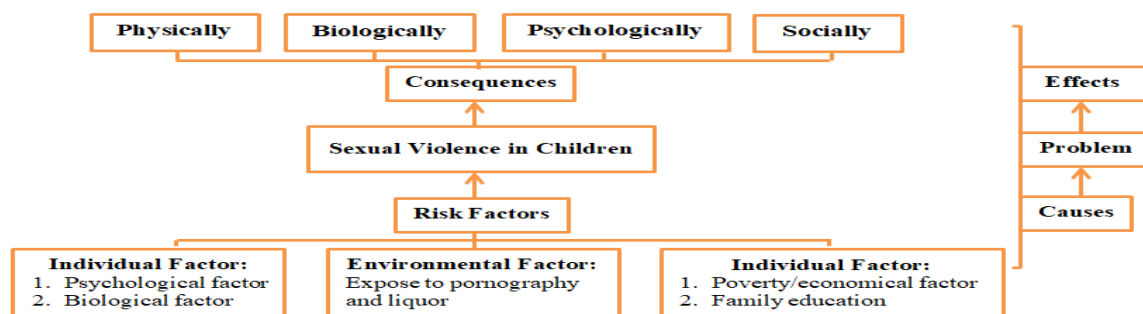 Physically
Biologically
Psychologically
Socially
Consequences
Effects
Sexual Violence in Children
Problem
Risk Factors
Causes
Individual Factor:
1. Psychological factor
2. Biological factor
Environmental Factor:
Expose to pornography
and liquor
Individual Factor:
1. Poverty/economical factor
2. Family education